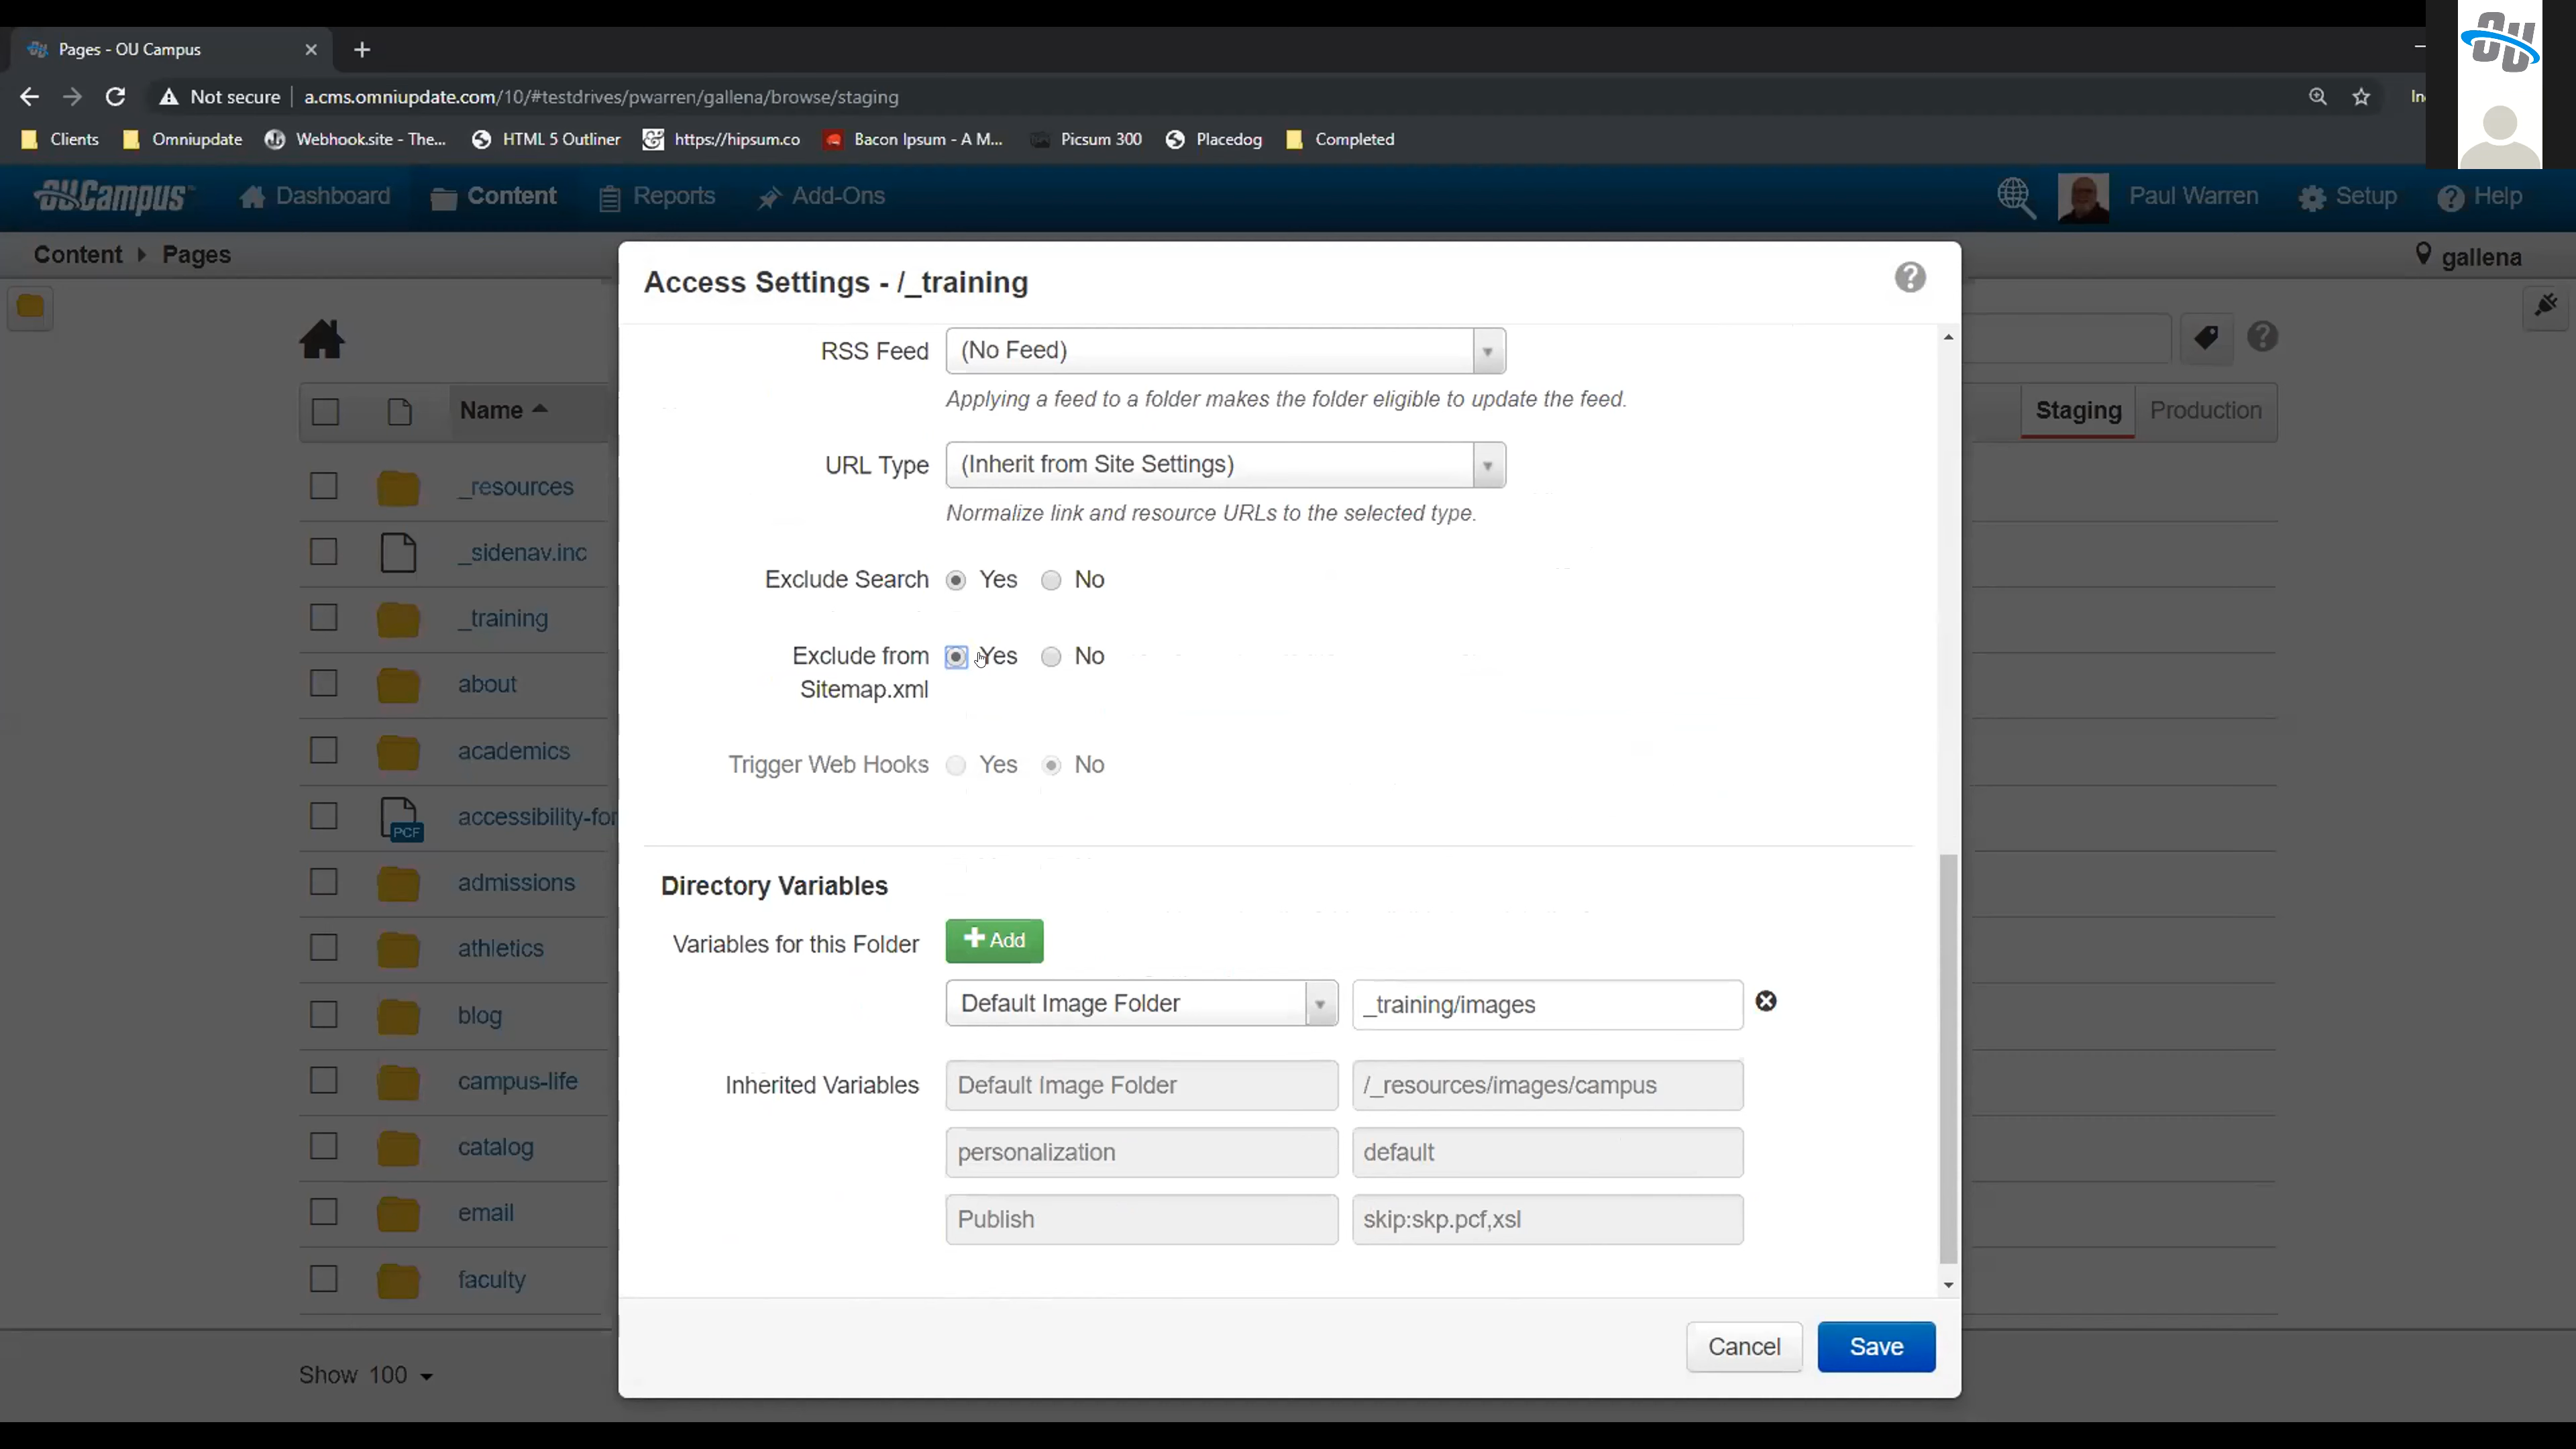 Pages - OU Campus
Not secure a.cms.omniupdate.com/10/#testdrives/pwarren/gallena/browse/staging
Clients Omniupdate Webhook.site - The... HTML 5 Outliner https://hipsum.co Bacon Ipsum - A M... Picsum 300 Placedog Completed
OU
OUCampus Dashboard Content Reports Add-Ons Paul Warren Setup Help
Content Pages gallena
Access Settings - /_training
RSS Feed (No Feed)
Applying a feed to a folder makes the folder eligible to update the feed.
Name Staging Production
URL Type (Inherit from Site Settings)
Normalize link and resource URLs to the selected type.
_resources
_sidenav.inc
_training
about
academics
PCF accessibility-for
admissions
athletics
blog
campus-life
catalog
email
faculty
Show 100
Exclude Search Yes No
Exclude from Yes No
Sitemap.xml
Trigger Web Hooks Yes No
Directory Variables
Variables for this Folder Add
Default Image Folder _training/images
Inherited Variables Default Image Folder /_resources/images/campus
personalization default
Publish skip:skp.pcf,xsl
Cancel Save